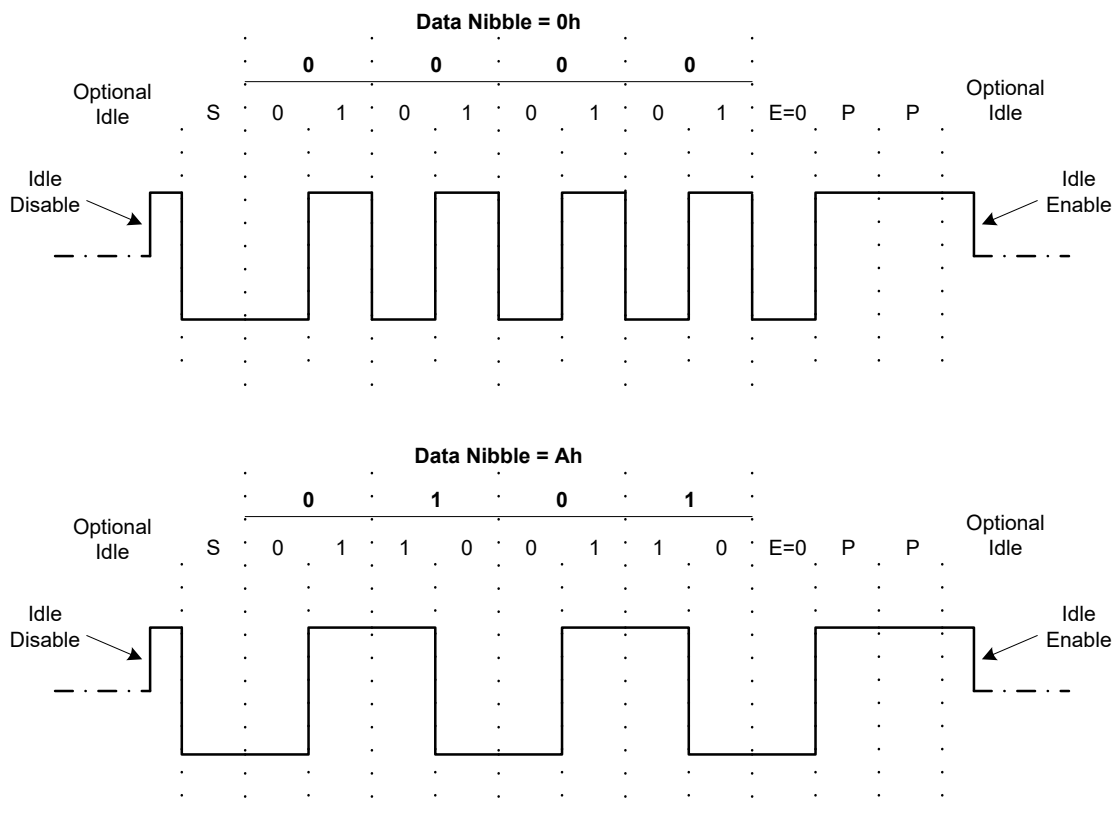 Data Nibble = 0h
0 0 0 0
Optional
Idle
S 0 1 0 1 0 1 0 1 E=0 P P
Optional
Idle
Idle
Disable
Idle
Enable
Data Nibble = Ah
0 1 0 1
Optional
Idle
S 0 1 1 0 0 1 1 0 E=0 P P
Optional
Idle
Idle
Disable
Idle
Enable